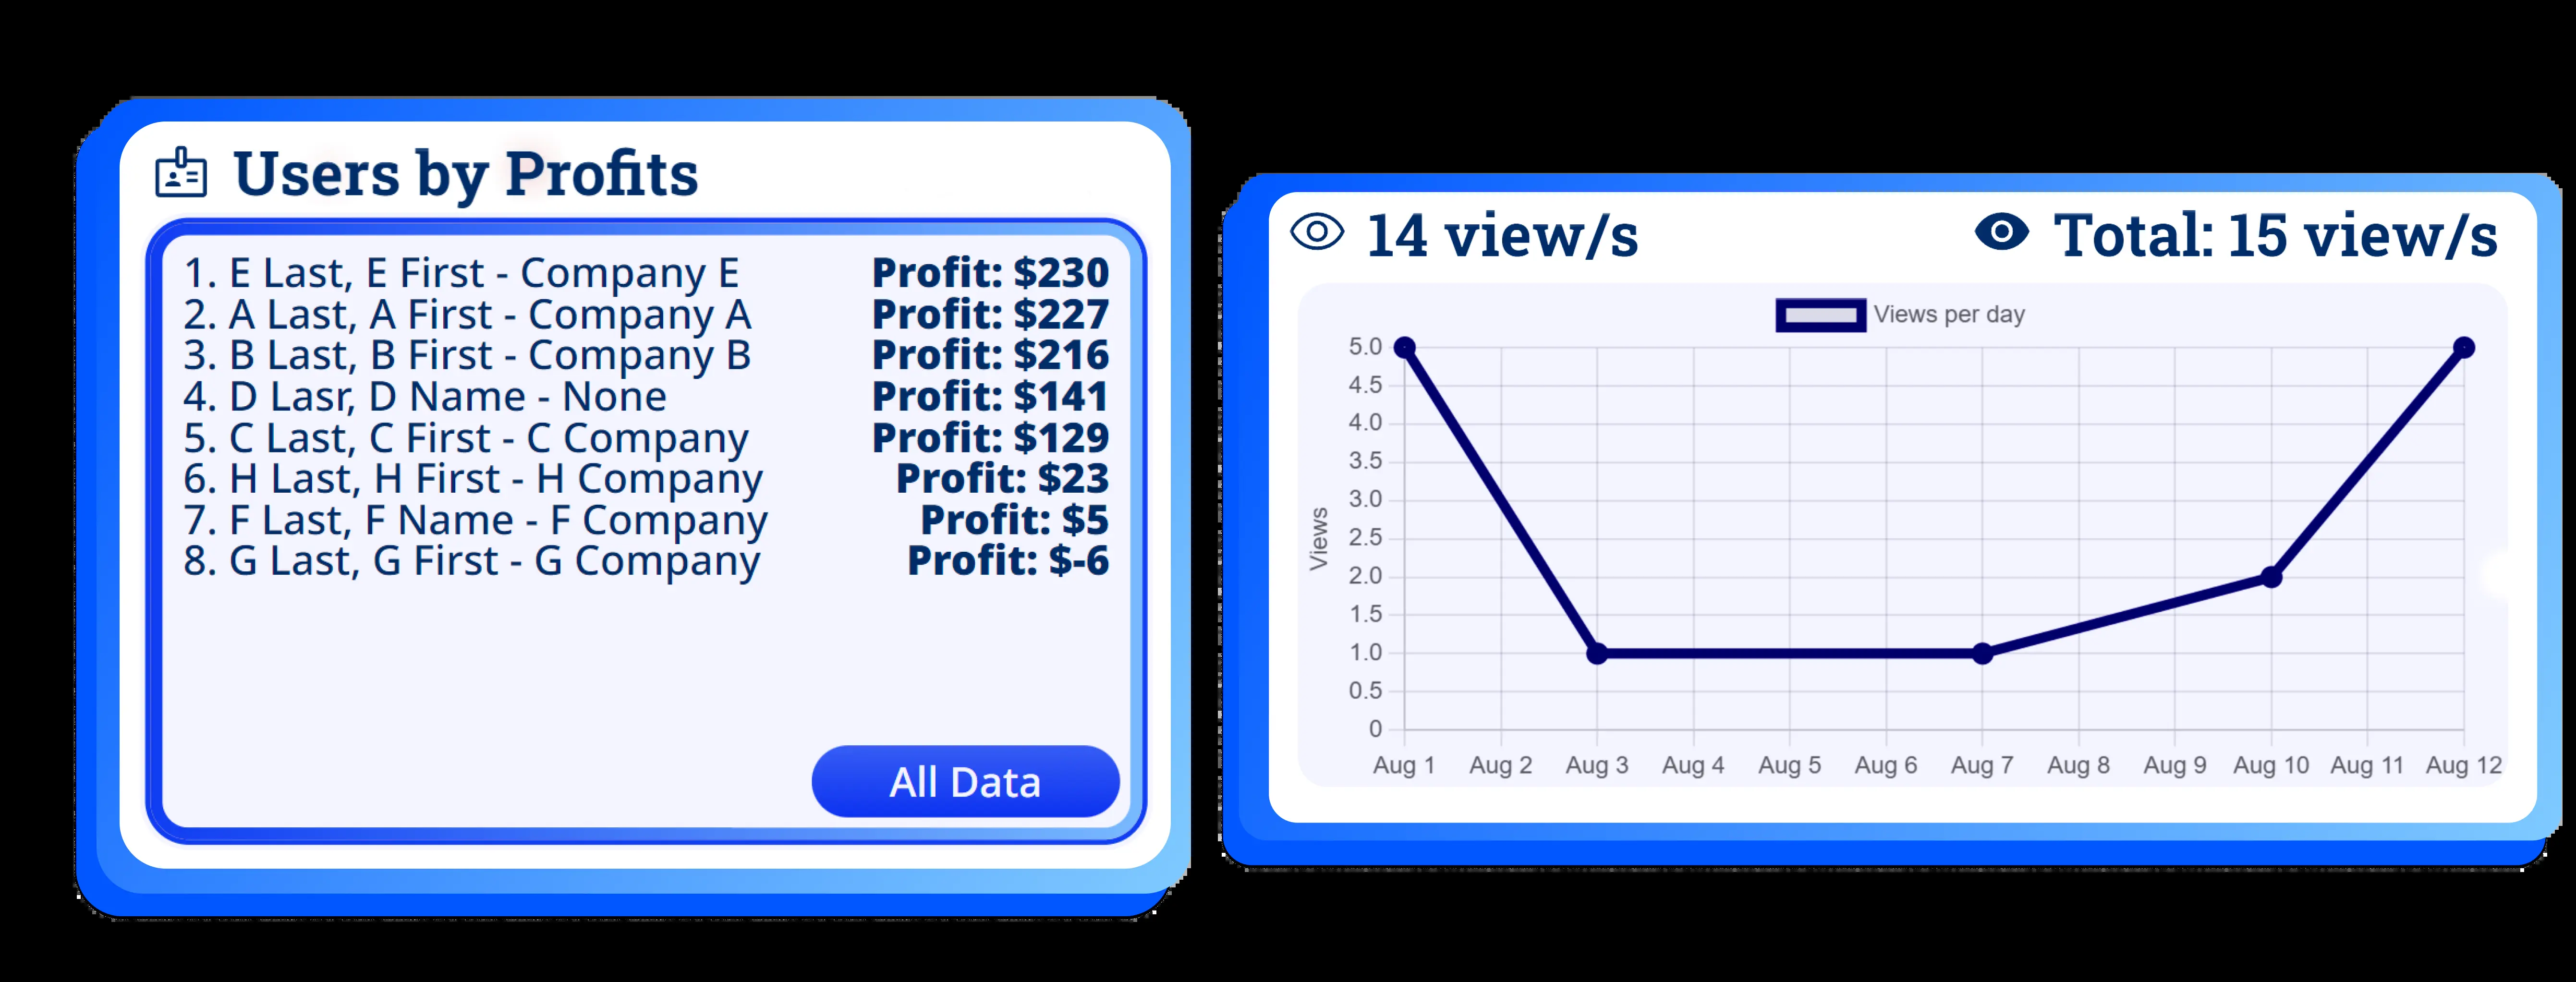 Users by Profits
1. E Last, E First - Company E Profit: $230
2. A Last, A First - Company A Profit: $227
3. B Last, B First - Company B Profit: $216
4. D Lasr, D Name - None Profit: $141
5. C Last, C First - C Company Profit: $129
6. H Last, H First - H Company Profit: $23
7. F Last, F Name - F Company Profit: $5
8. G Last, G First - G Company Profit: $-6
All Data
14 view/s Total: 15 view/s
Views per day
5.0
4.5
4.0
3.5
3.0
2.5
2.0
1.5
1.0
0.5
0
Views
Aug 1 Aug 2 Aug 3 Aug 4 Aug 5 Aug 6 Aug 7 Aug 8 Aug 9 Aug 10 Aug 11 Aug 12